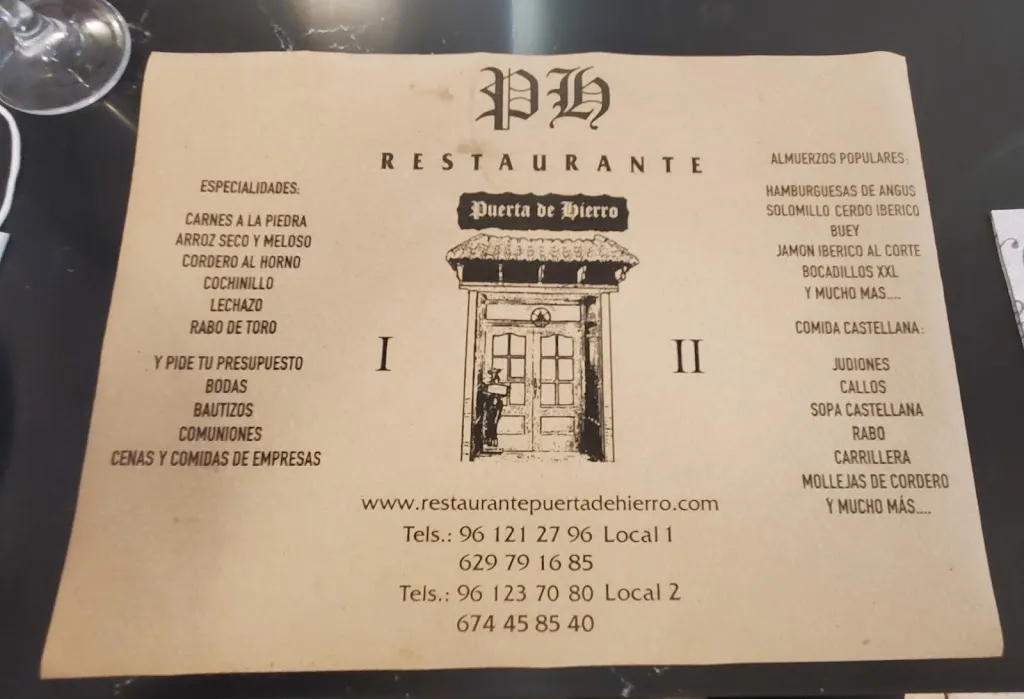 PH
RESTAURANTE
Puerta de Hierro
ESPECIALIDADES:
CARNES A LA PIEDRA
ARROZ SECO Y MELOSO
CORDERO AL HORNO
COCHINILLO
LECHAZO
RABO DE TORO
Y PIDE TU PRESUPUESTO
BODAS
BAUTIZOS
COMUNIONES
CENAS Y COMIDAS DE EMPRESAS
I
II
ALMUERZOS POPULARES:
HAMBURGUESAS DE ANGUS
SOLOMILLO CERDO IBERICO
BUEY
JAMON IBERICO AL CORTE
BOCADILLOS XXL
Y MUCHO MAS....
COMIDA CASTELLANA:
JUDIONES
CALLOS
SOPA CASTELLANA
RABO
CARRILLERA
MOLLEJAS DE CORDERO
Y MUCHO MÁS....
www.restaurantepuertadehierro.com
Tels.: 96 121 27 96 Local 1
629 79 16 85
Tels.: 96 123 70 80 Local 2
674 45 85 40